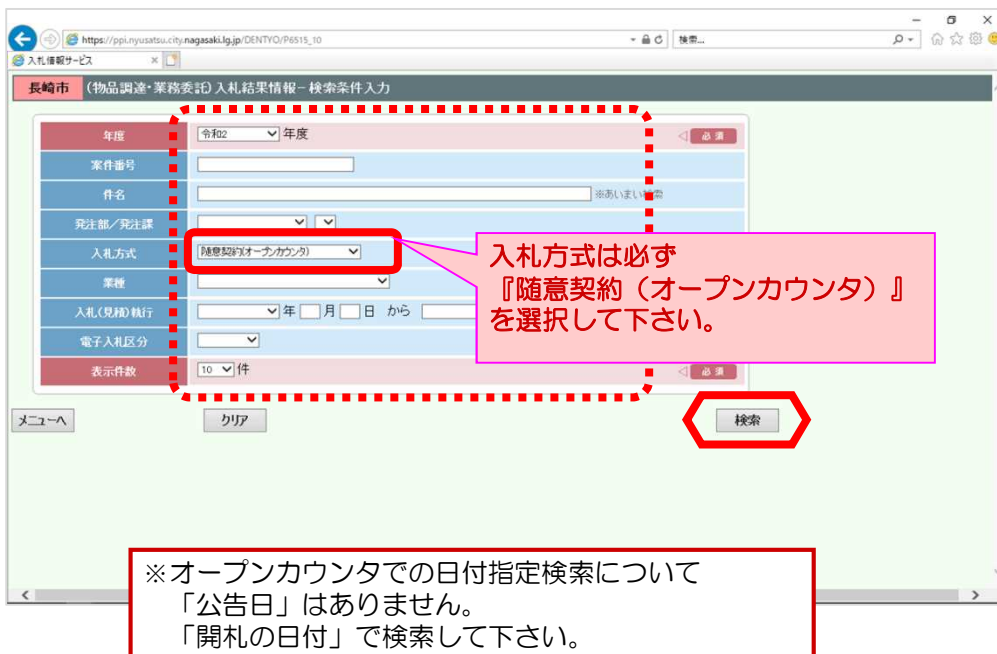 https://ppi.nyusatsu.city.nagasaki.lg.jp/DENTYO/P6515_10
検索...
入札情報サービス
長崎市 (物品調達・業務委託)入札結果情報－検索条件入力
年度 令和2 年度 必須
案件番号
件名 ※あいまい検索
発注部／発注課
入札方式 随意契約(オープンカウンタ)
業種
入札(見積)執行 年 月 日 から
電子入札区分
表示件数 10 件 必須
入札方式は必ず
『随意契約（オープンカウンタ）』
を選択して下さい。
メニューへ クリア 検索
※オープンカウンタでの日付指定検索について
「公告日」はありません。
「開札の日付」で検索して下さい。